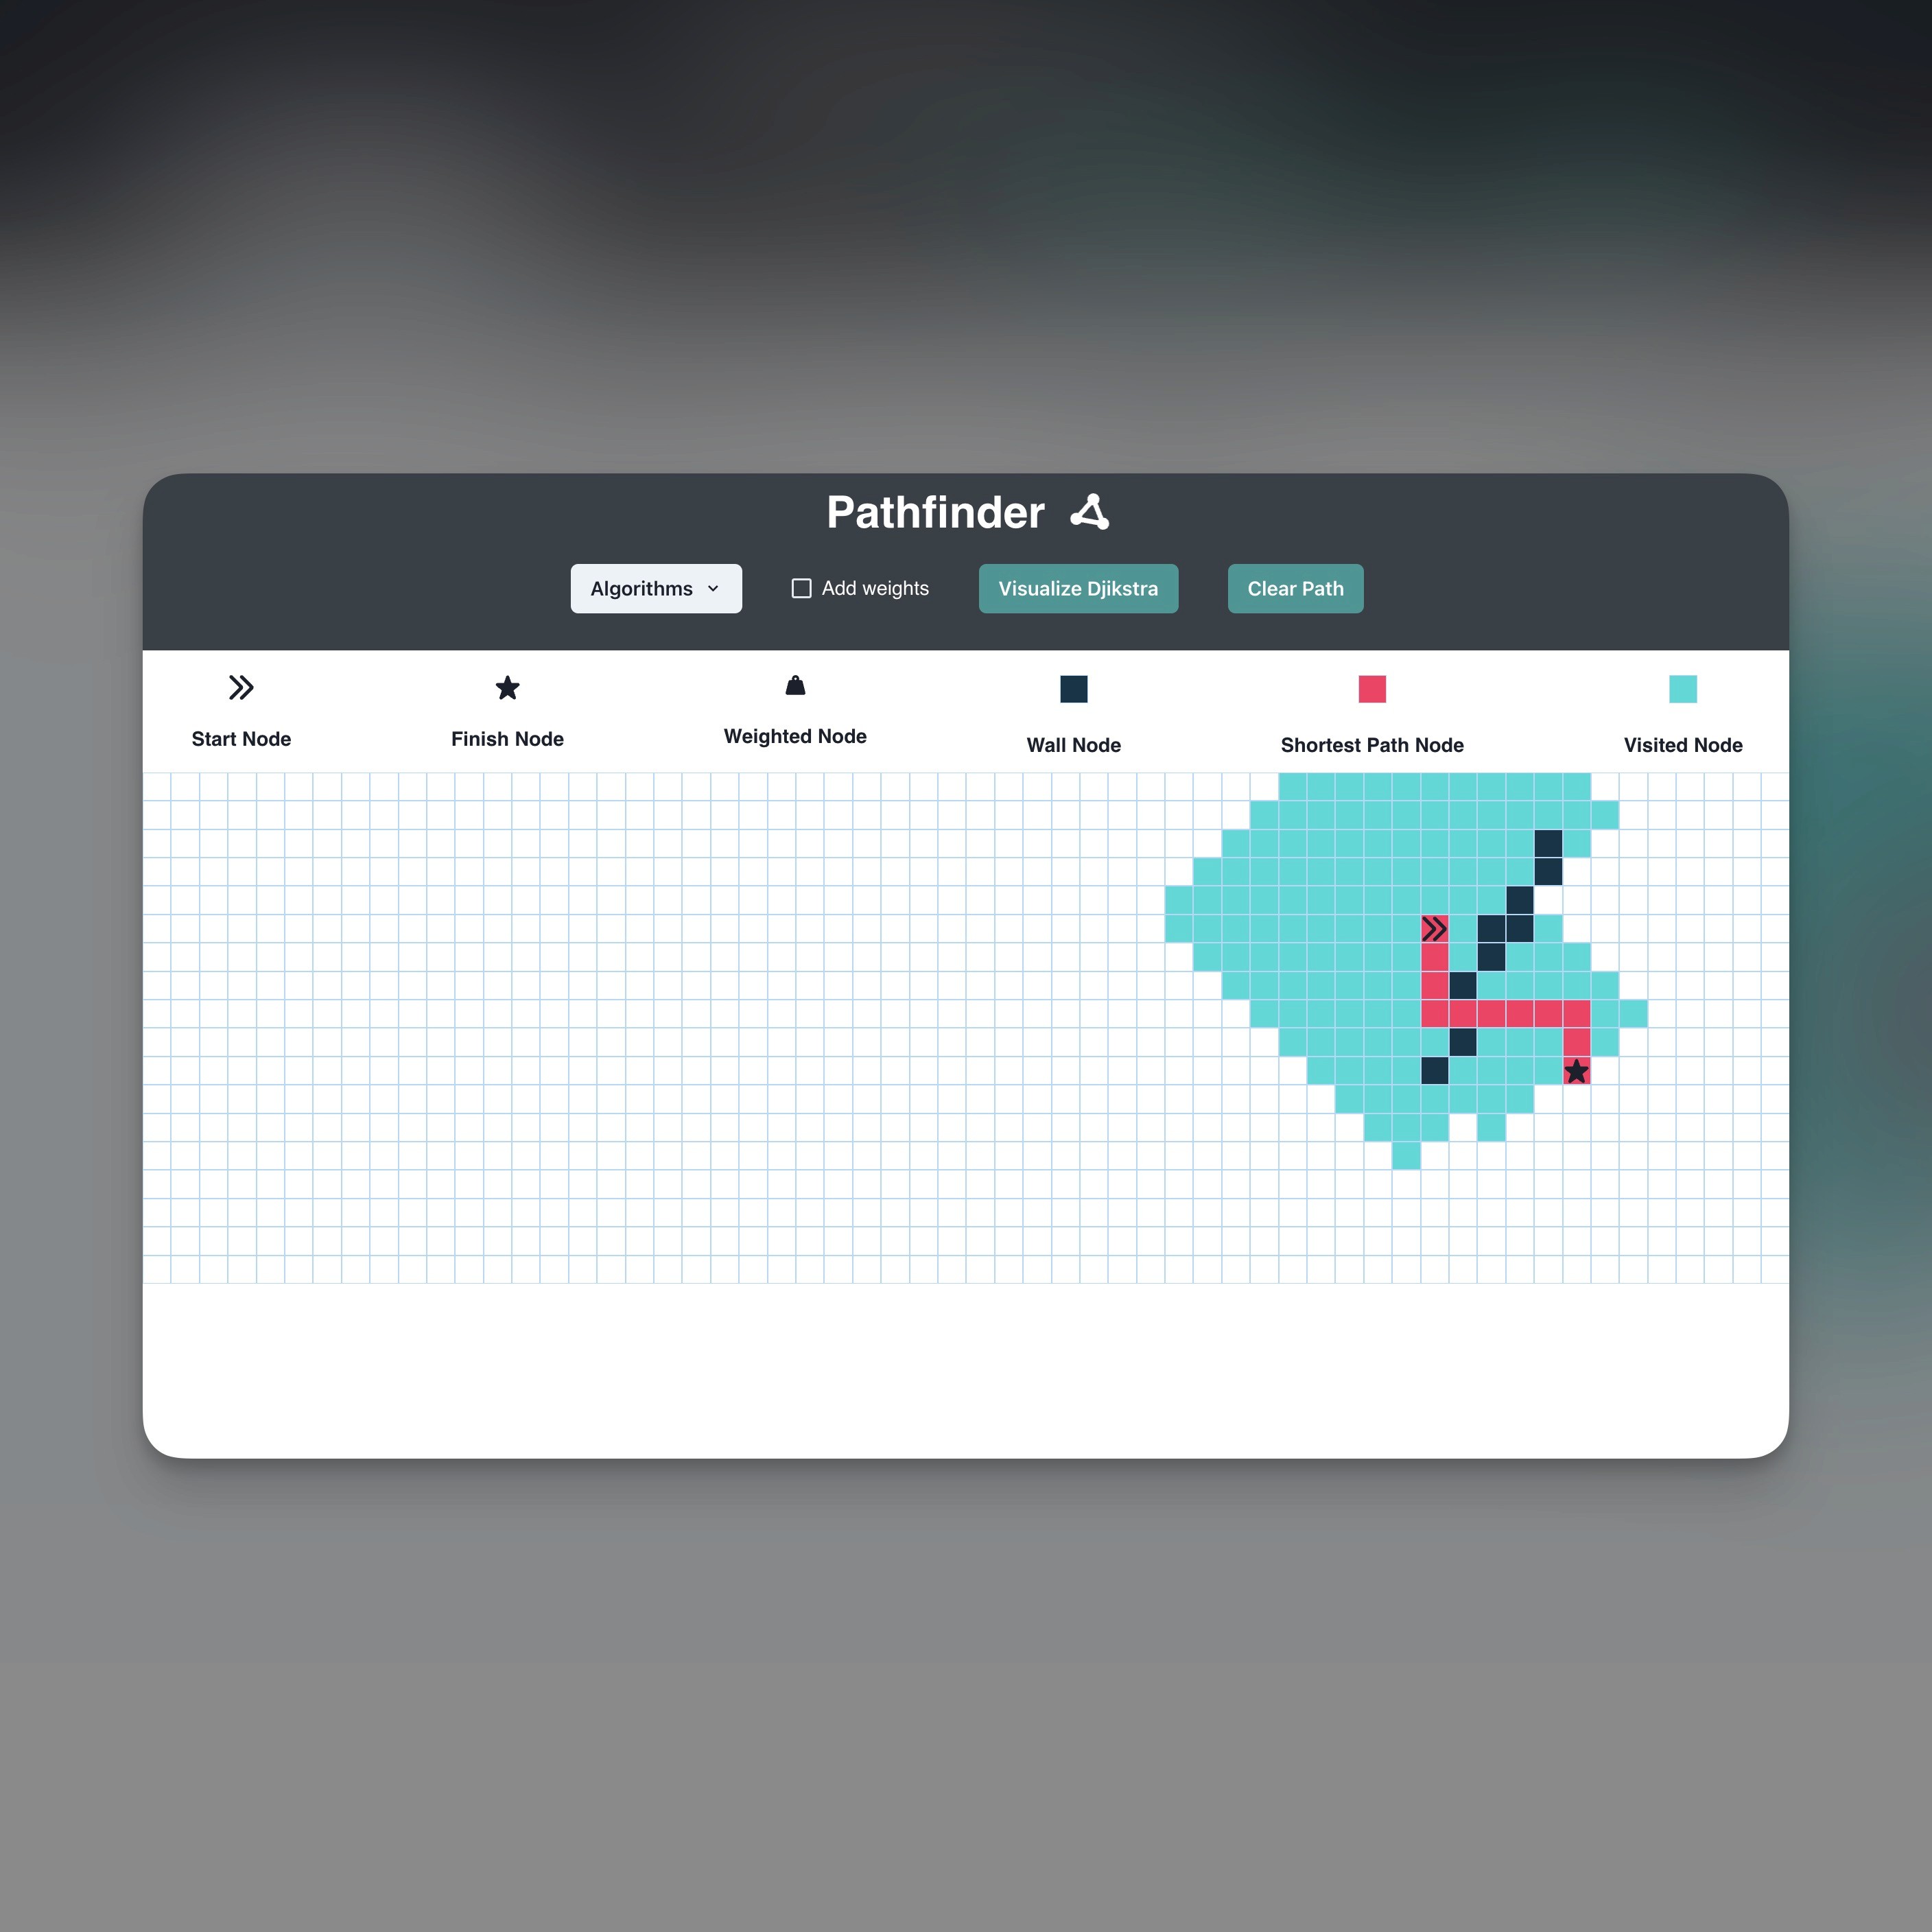 Pathfinder
Algorithms
Add weights
Visualize Djikstra
Clear Path
Start Node
Finish Node
Weighted Node
Wall Node
Shortest Path Node
Visited Node